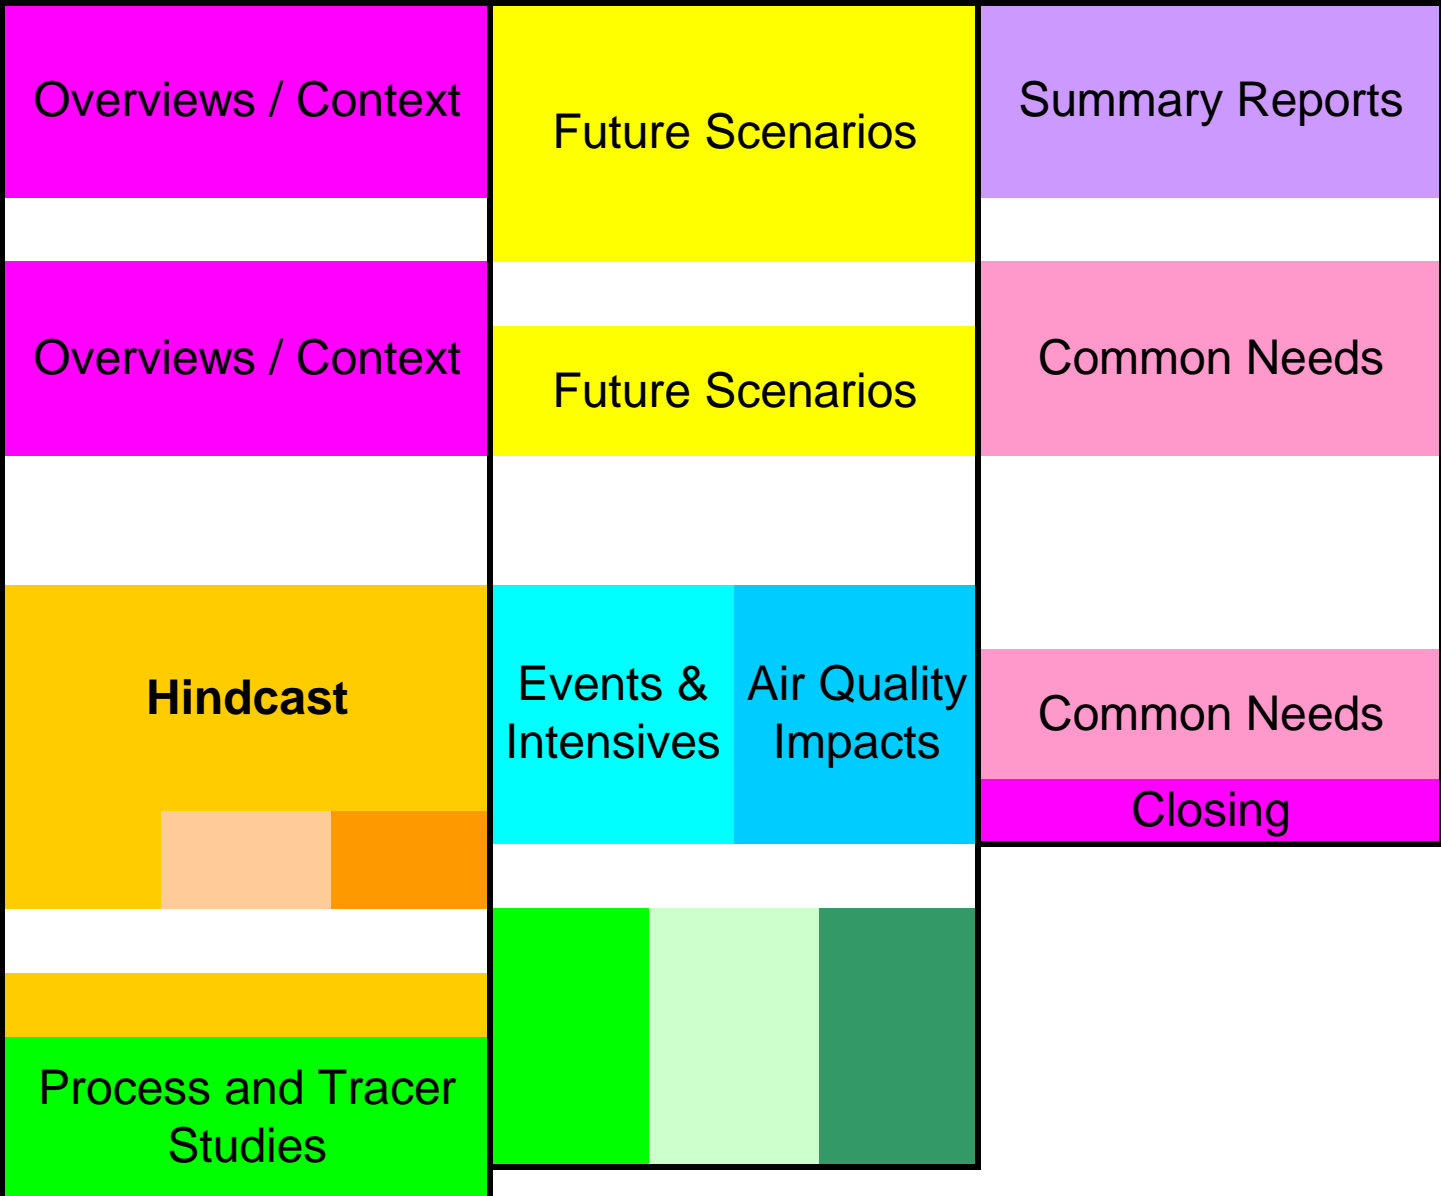 Overviews / Context
Overviews / Context
Hindcast
Process and Tracer
Studies
Future Scenarios
Future Scenarios
Events &
Intensives
Air Quality
Impacts
Summary Reports
Common Needs
Common Needs
Closing